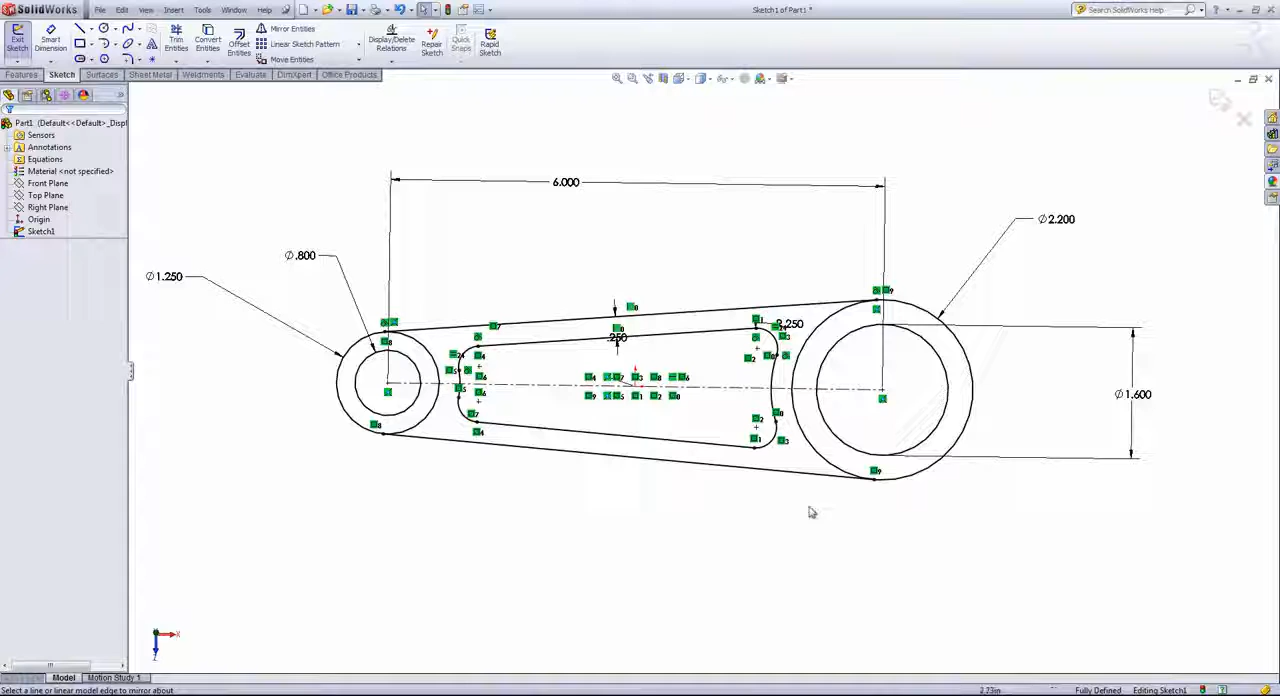 SolidWorks File Edit View Insert Tools Window Help Sketch1 of Part1 * Search SolidWorks Help
Exit Sketch Smart Dimension Trim Entities Convert Entities Offset Entities Mirror Entities Linear Sketch Pattern Move Entities Display/Delete Relations Repair Sketch Quick Snaps Rapid Sketch
Features Sketch Surfaces Sheet Metal Weldments Evaluate DimXpert Office Products
Part1 (Default<<Default>_Displ
Sensors
Annotations
Equations
Material <not specified>
Front Plane
Top Plane
Right Plane
Origin
Sketch1
6.000
Ø2.200
Ø.800
Ø1.250
.250
Ø1.600
X
Z
Model Motion Study 1
Select a line or linear model edge to mirror about 2.73in Fully Defined Editing Sketch1